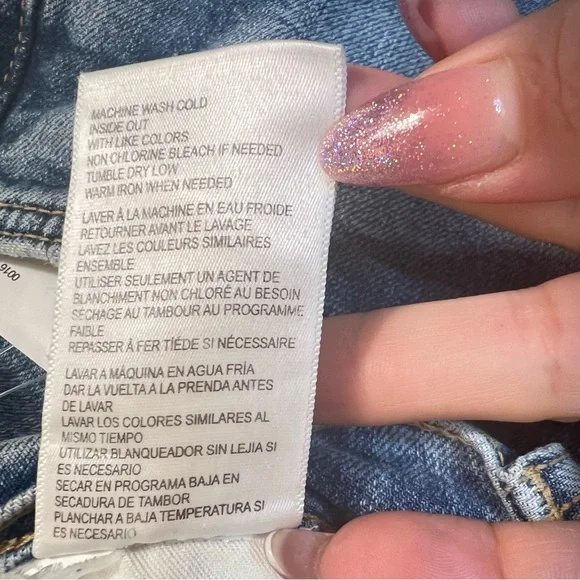 MACHINE WASH COLD
INSIDE OUT
WITH LIKE COLORS
NON CHLORINE BLEACH IF NEEDED
TUMBLE DRY LOW
WARM IRON WHEN NEEDED
LAVER À LA MACHINE EN EAU FROIDE
RETOURNER AVANT LE LAVAGE
LAVEZ LES COULEURS SIMILAIRES
ENSEMBLE
UTILISER SEULEMENT UN AGENT DE
BLANCHIMENT NON CHLORÉ AU BESOIN
SÉCHAGE AU TAMBOUR AU PROGRAMME
FAIBLE
REPASSER À FER TÍEDE SI NÉCESSAIRE
LAVAR A MÁQUINA EN AGUA FRÍA
DAR LA VUELTA A LA PRENDA ANTES
DE LAVAR
LAVAR LOS COLORES SIMILARES AL
MISMO TIEMPO
UTILIZAR BLANQUEADOR SIN LEJIA SI
ES NECESARIO
SECAR EN PROGRAMA BAJA EN
SECADURA DE TAMBOR
PLANCHAR A BAJA TEMPERATURA SI
ES NECESARIO